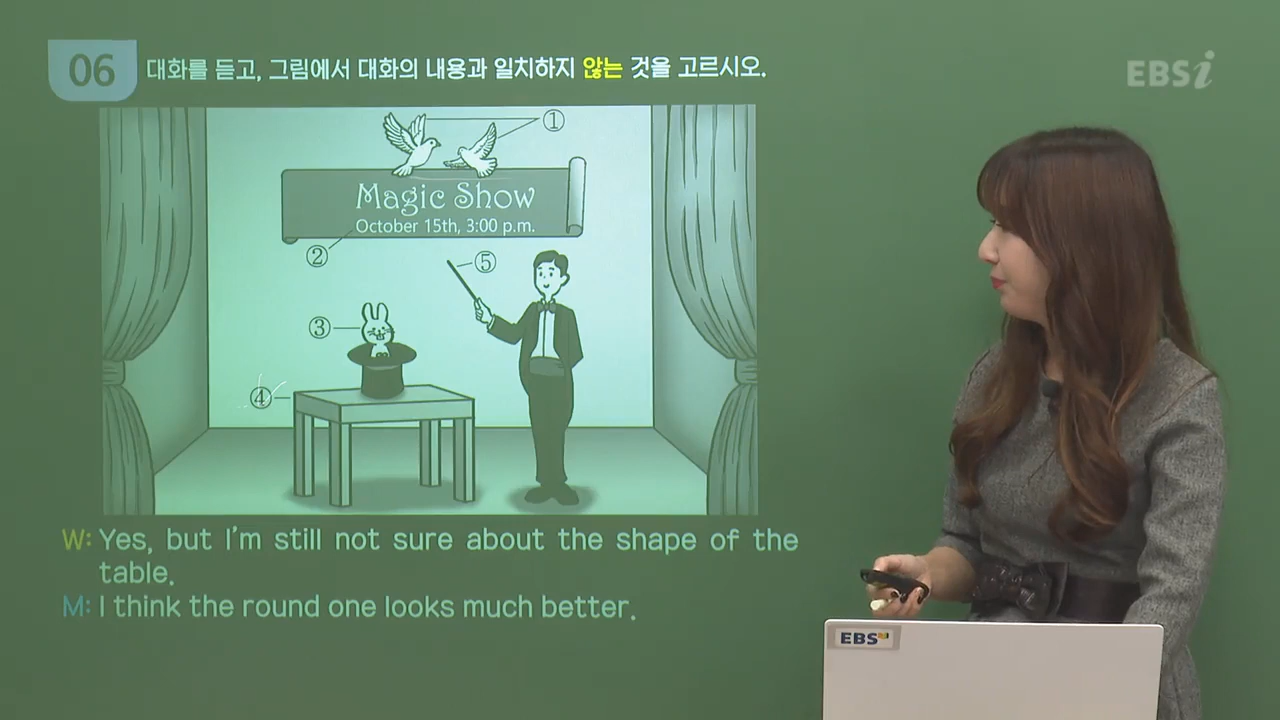 06
대화를 듣고, 그림에서 대화의 내용과 일치하지 않는 것을 고르시오.
EBSi
①
Magic Show
October 15th, 3:00 p.m.
②
⑤
③
④
W: Yes, but I'm still not sure about the shape of the
table.
M: I think the round one looks much better.
EBS